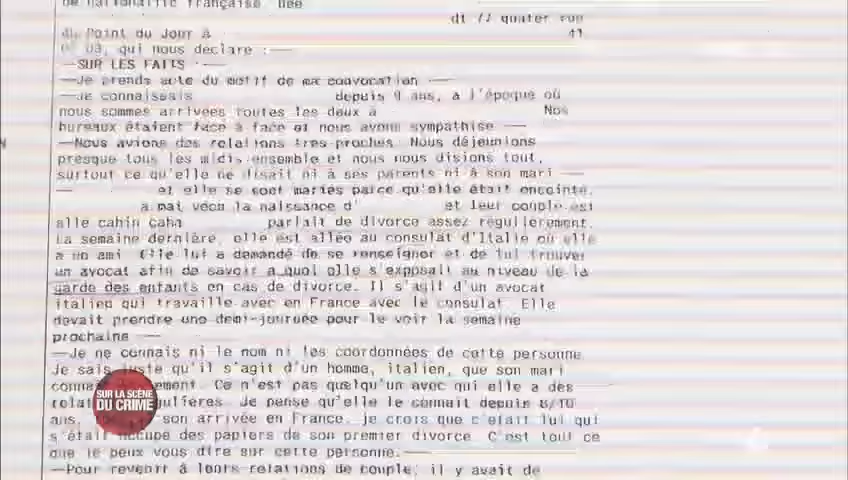 de nationalité française. Née
dt // quater rue
du Point du Jour à
qui nous déclare :—
—SUR LES FAITS :—
—Je prends acte du motif de ma convocation —
—Je connaissais depuis 9 ans, à l'époque où
nous sommes arrivées toutes les deux à Nos
bureaux étaient face à face et nous avons sympathisé —
—Nous avions des relations très proches. Nous déjeunions
presque tous les midis ensemble et nous nous disions tout,
surtout ce qu'elle ne disait ni à ses parents ni à son mari —
— et elle se sont mariés parce qu'elle était enceinte.
a mal vécu la naissance d' et leur couple est
allé cahin caha parlait de divorce assez régulièrement.
La semaine dernière, elle est allée au consulat d'Italie où elle
a un ami. Elle lui a demandé de se renseigner et de lui trouver
un avocat afin de savoir a quoi elle s'exposait au niveau de la
garde des enfants en cas de divorce. Il s'agit d'un avocat
italien qui travaille avec en France avec le consulat. Elle
devait prendre une demi-journée pour le voir la semaine
prochaine —
—Je ne connais ni le nom ni les coordonnées de cette personne
Je sais juste qu'il s'agit d'un homme, italien, que son mari
connaî ement. Ce n'est pas quelqu'un avec qui elle a des
relat gulières. Je pense qu'elle le connaît depuis 8/10
ans, son arrivée en France. je crois que c'était lui qui
s'était occupé des papiers de son premier divorce. C'est tout ce
que je peux vous dire sur cette personne.—
—Pour revenir à leurs relations de couple, il y avait de
SUR LA SCÈNE
DU CRIME